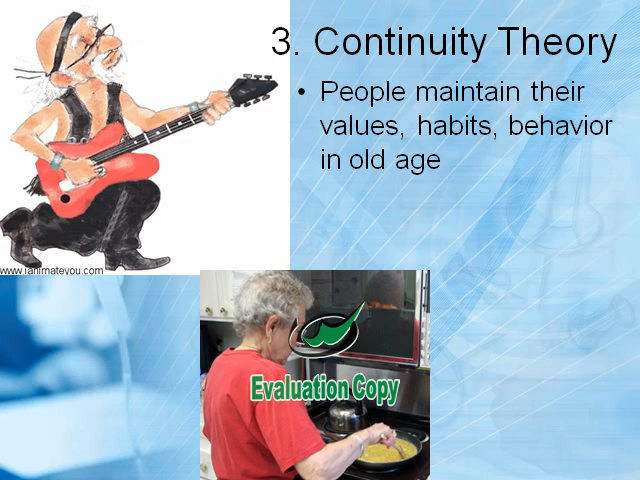 3. Continuity Theory
• People maintain their
values, habits, behavior
in old age
www.ianimateyou.com
Evaluation Copy